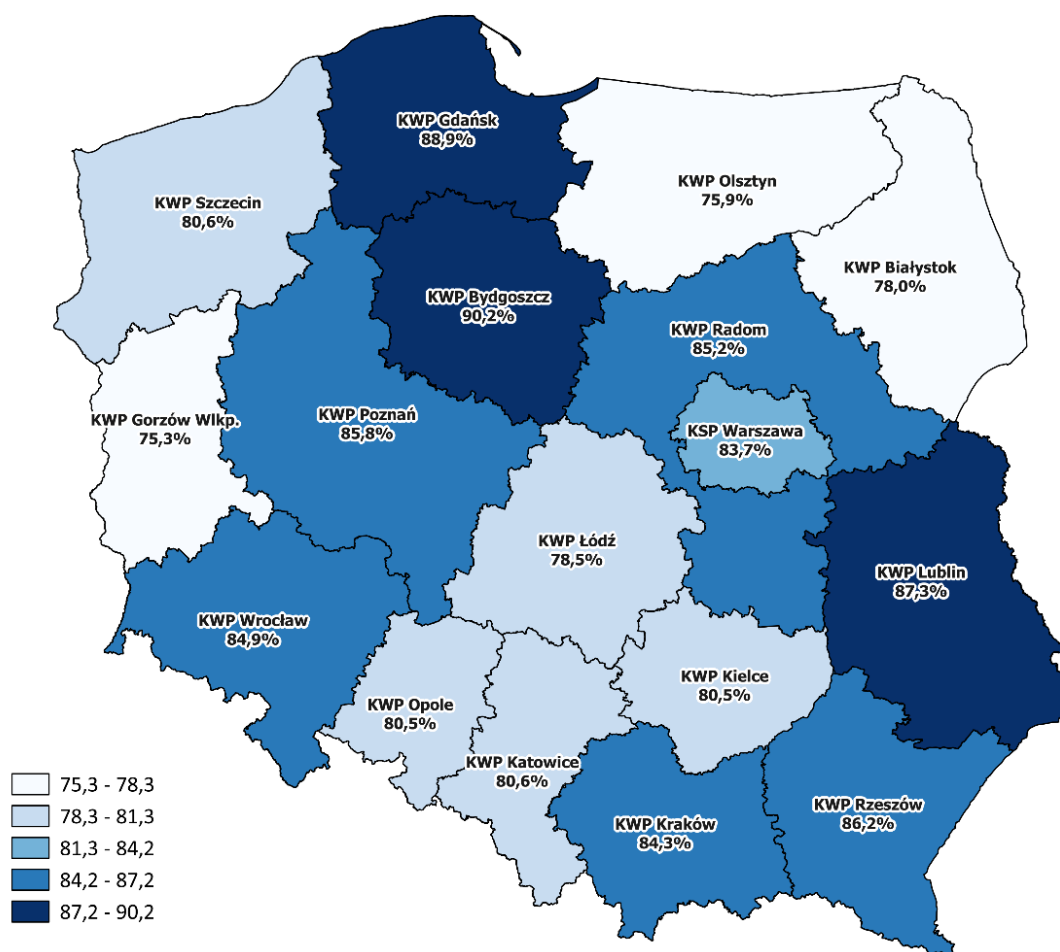 KWP Gdańsk
88,9%
KWP Olsztyn
75,9%
KWP Szczecin
80,6%
KWP Białystok
78,0%
KWP Bydgoszcz
90,2%
KWP Radom
85,2%
KWP Gorzów Wlkp.
75,3%
KWP Poznań
85,8%
KSP Warszawa
83,7%
KWP Łódź
78,5%
KWP Lublin
87,3%
KWP Wrocław
84,9%
KWP Kielce
80,5%
KWP Opole
80,5%
KWP Katowice
80,6%
KWP Kraków
84,3%
KWP Rzeszów
86,2%
75,3 - 78,3
78,3 - 81,3
81,3 - 84,2
84,2 - 87,2
87,2 - 90,2